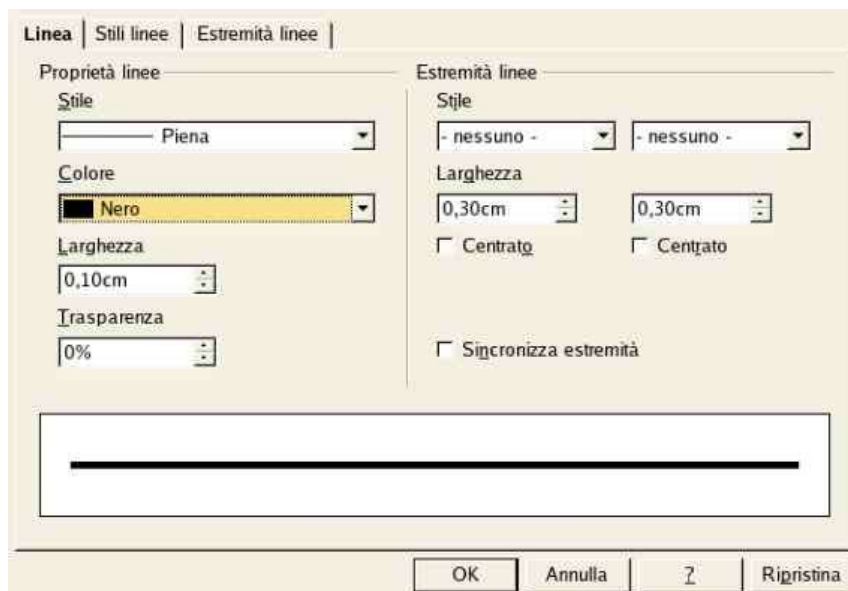 Linea Stili linee Estremità linee
Proprietà linee
Stile
Piena
Colore
Nero
Larghezza
0,10cm
Trasparenza
0%
Estremità linee
Stile
- nessuno - - nessuno -
Larghezza
0,30cm 0,30cm
Centrato Centrato
Sincronizza estremità
OK Annulla ? Ripristina